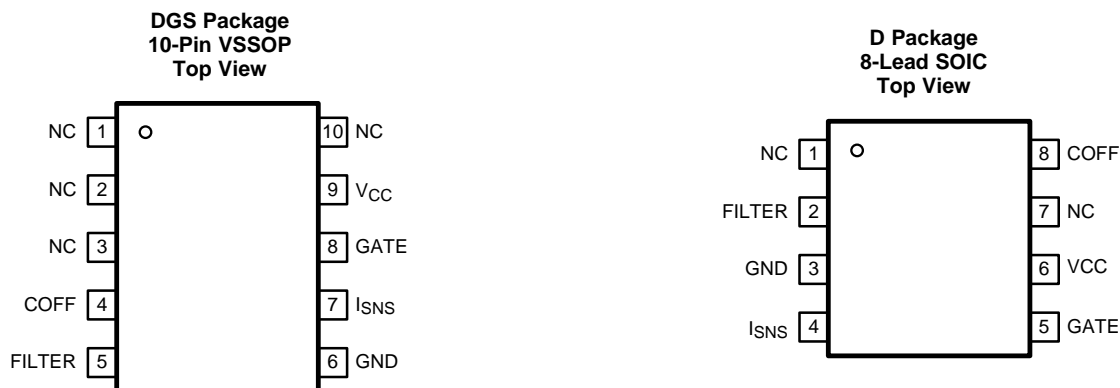 DGS Package
10-Pin VSSOP
Top View
NC 1 10 NC
NC 2 9 VCC
NC 3 8 GATE
COFF 4 7 ISNS
FILTER 5 6 GND
D Package
8-Lead SOIC
Top View
NC 1 8 COFF
FILTER 2 7 NC
GND 3 6 VCC
ISNS 4 5 GATE